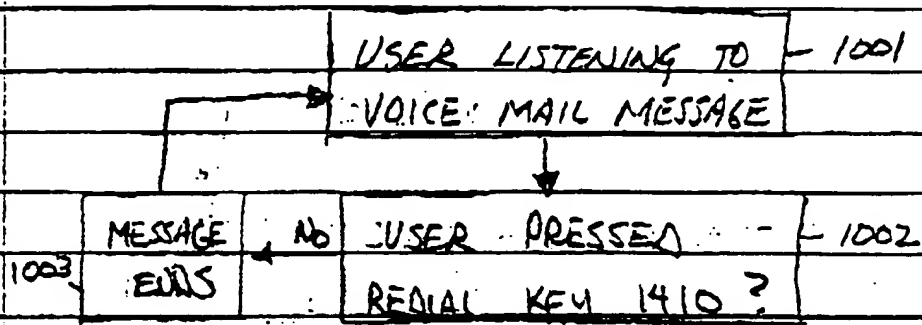 USER LISTENING TO 1001
VOICE MAIL MESSAGE
MESSAGE NO USER PRESSED 1002
1003 ENDS REDIAL KEY 1410 ?